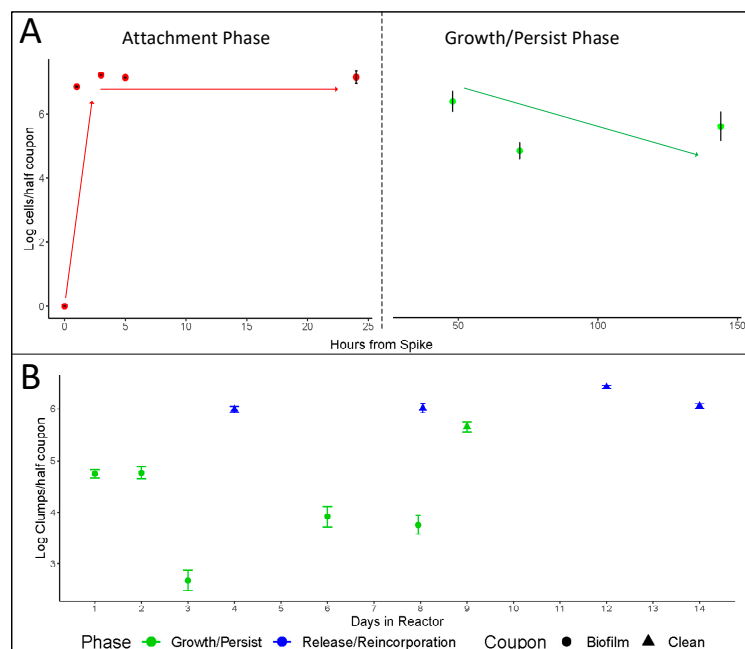 A
Attachment Phase
Growth/Persist Phase
Log cells/half coupon
6
4
2
0
0 5 10 15 20 25 50 100 150
Hours from Spike
B
Log Clumps/half coupon
6
5
4
3
1 2 3 4 5 6 7 8 9 10 11 12 13 14
Days in Reactor
Phase Growth/Persist Release/Reincorporation Coupon Biofilm Clean